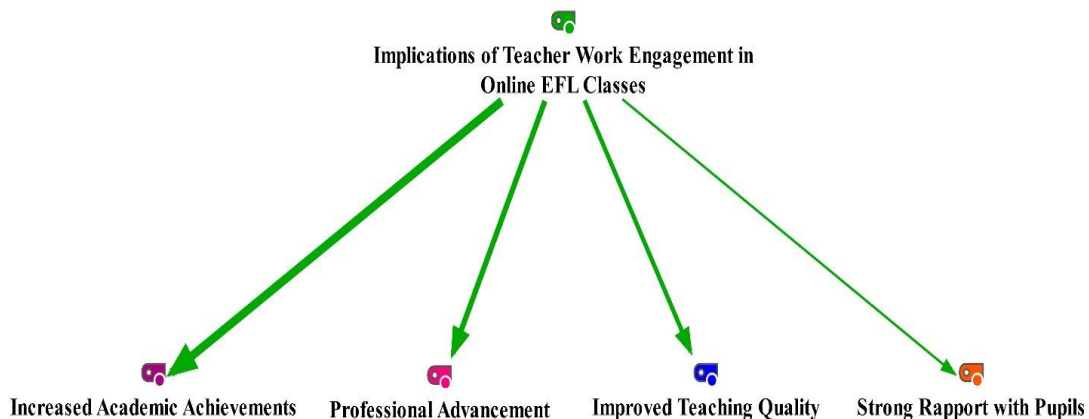 Implications of Teacher Work Engagement in
Online EFL Classes
Increased Academic Achievements
Professional Advancement
Improved Teaching Quality
Strong Rapport with Pupils